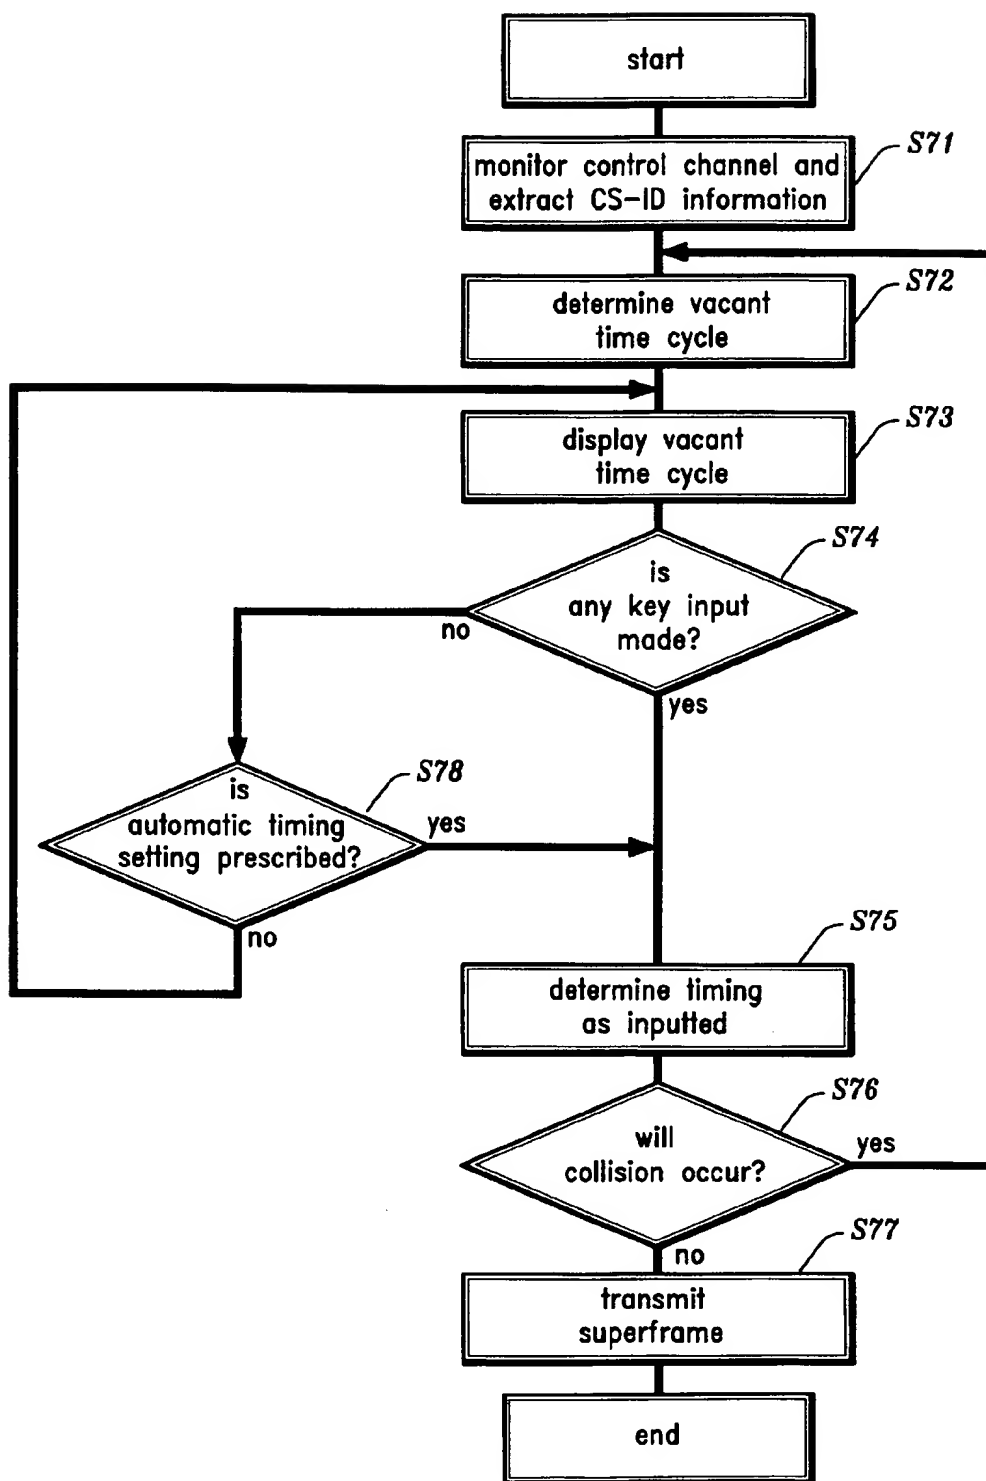 start
S71
monitor control channel and
extract CS-ID information
S72
determine vacant
time cycle
S73
display vacant
time cycle
S74
is
any key input
made?
no
yes
S78
is
automatic timing
setting prescribed?
yes
no
S75
determine timing
as inputted
S76
will
collision occur?
yes
no
S77
transmit
superframe
end